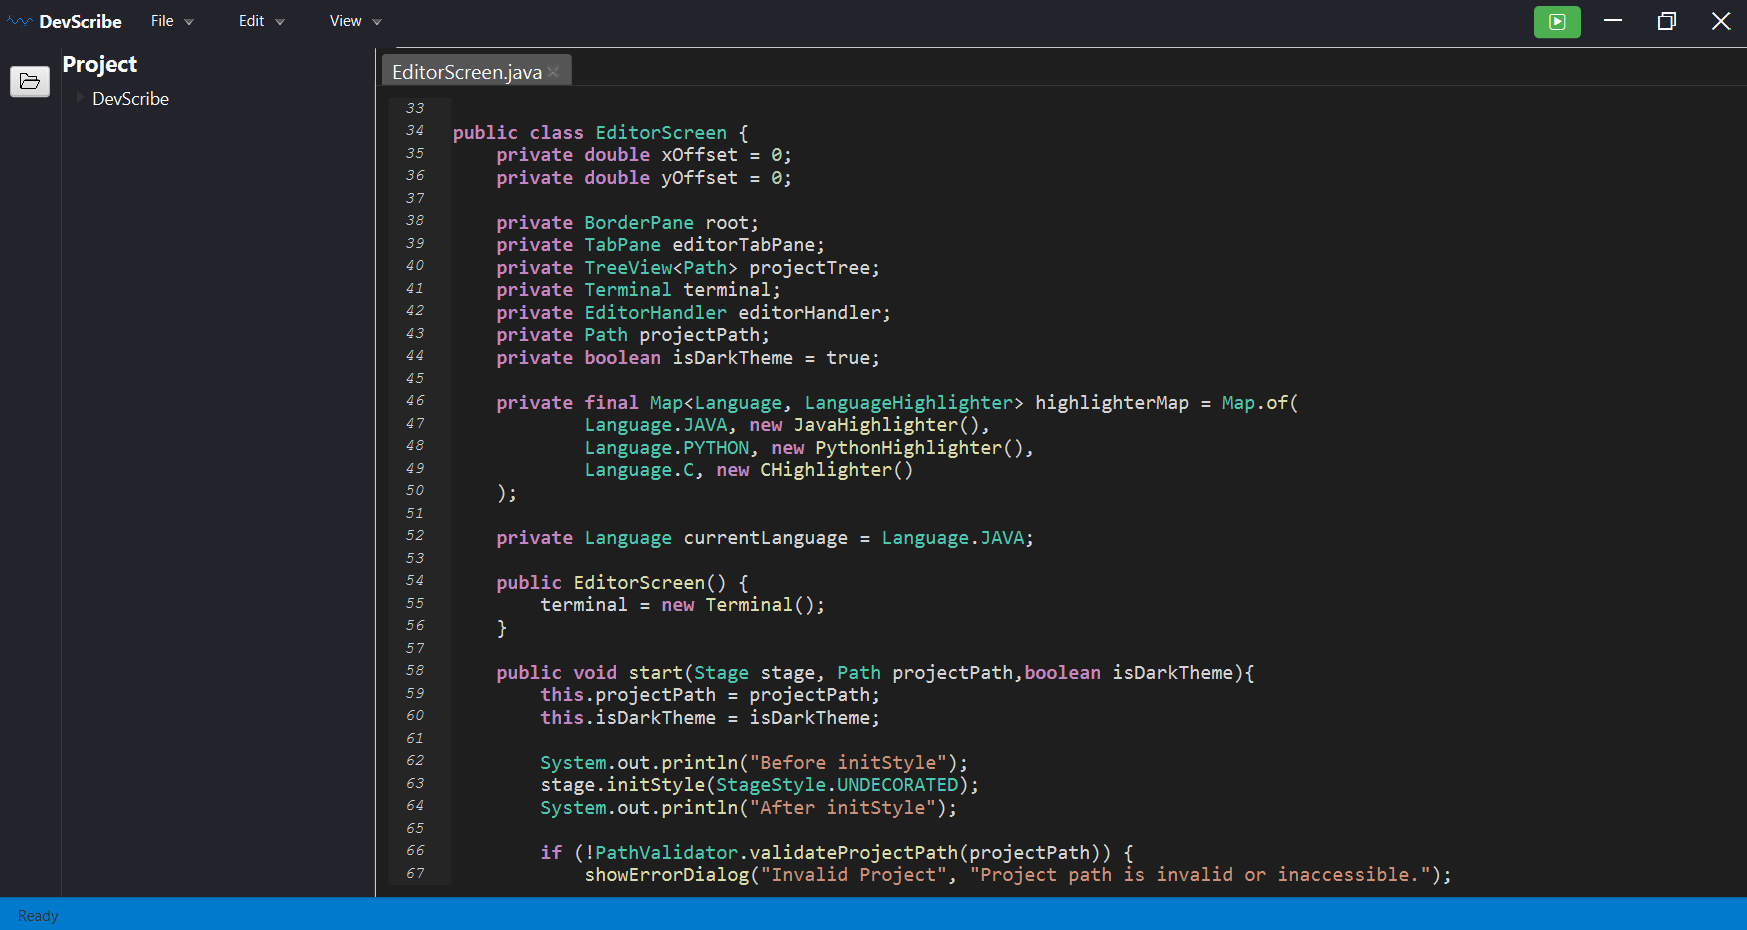 DevScribe File Edit View
Project
DevScribe
EditorScreen.java
33
34 public class EditorScreen {
35     private double xOffset = 0;
36     private double yOffset = 0;
37
38     private BorderPane root;
39     private TabPane editorTabPane;
40     private TreeView<Path> projectTree;
41     private Terminal terminal;
42     private EditorHandler editorHandler;
43     private Path projectPath;
44     private boolean isDarkTheme = true;
45
46     private final Map<Language, LanguageHighlighter> highlighterMap = Map.of(
47             Language.JAVA, new JavaHighlighter(),
48             Language.PYTHON, new PythonHighlighter(),
49             Language.C, new CHighlighter()
50     );
51
52     private Language currentLanguage = Language.JAVA;
53
54     public EditorScreen() {
55         terminal = new Terminal();
56     }
57
58     public void start(Stage stage, Path projectPath,boolean isDarkTheme){
59         this.projectPath = projectPath;
60         this.isDarkTheme = isDarkTheme;
61
62         System.out.println("Before initStyle");
63         stage.initStyle(StageStyle.UNDECORATED);
64         System.out.println("After initStyle");
65
66         if (!PathValidator.validateProjectPath(projectPath)) {
67             showErrorDialog("Invalid Project", "Project path is invalid or inaccessible.");
Ready